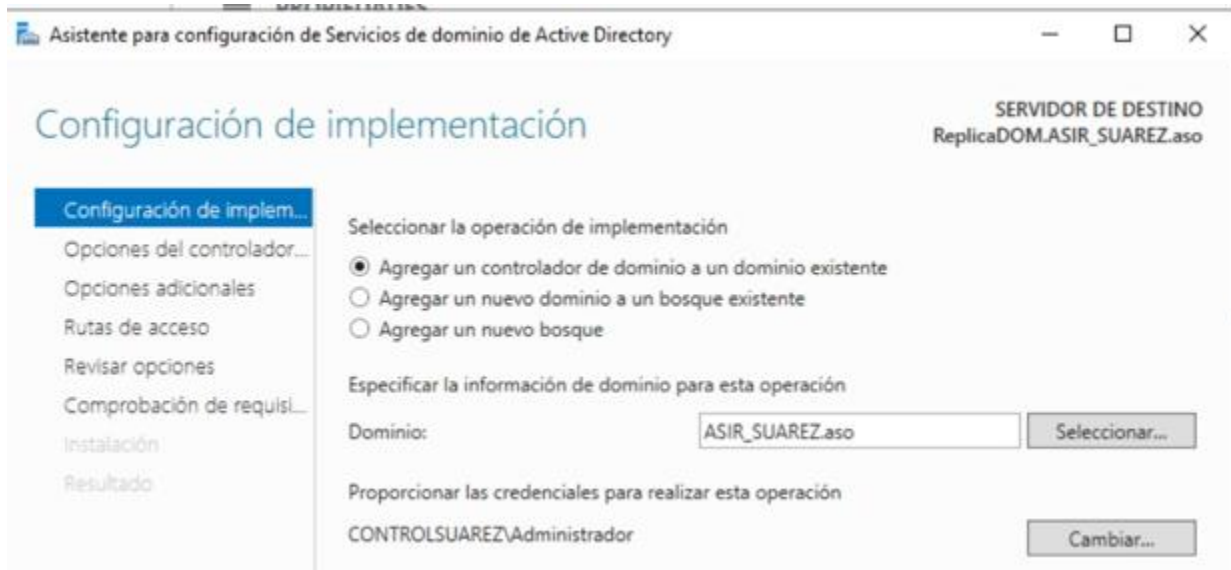 PROPIEDADES
Asistente para configuración de Servicios de dominio de Active Directory
Configuración de implementación
SERVIDOR DE DESTINO
ReplicaDOM.ASIR_SUAREZ.aso
Configuración de implem...
Opciones del controlador...
Opciones adicionales
Rutas de acceso
Revisar opciones
Comprobación de requisi...
Instalación
Resultado
Seleccionar la operación de implementación
Agregar un controlador de dominio a un dominio existente
Agregar un nuevo dominio a un bosque existente
Agregar un nuevo bosque
Especificar la información de dominio para esta operación
Dominio: ASIR_SUAREZ.aso Seleccionar...
Proporcionar las credenciales para realizar esta operación
CONTROLSUAREZ\Administrador Cambiar...